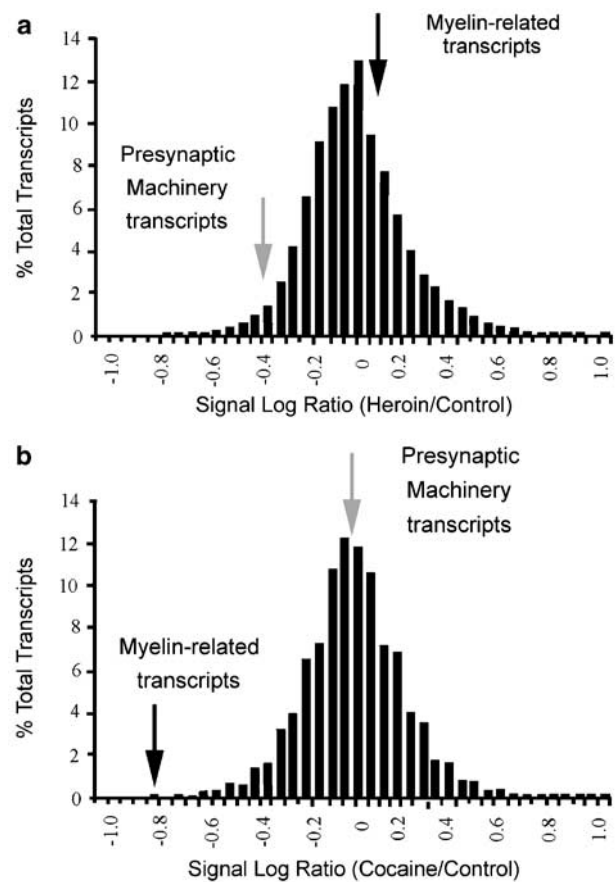 a
Myelin-related
transcripts
14
12
10
8
6
4
2
0
% Total Transcripts
Presynaptic
Machinery
transcripts
-1.0
-0.8
-0.6
-0.4
-0.2
0
0.2
0.4
0.6
0.8
1.0
Signal Log Ratio (Heroin/Control)
b
Presynaptic
Machinery
transcripts
14
12
10
8
6
4
2
0
% Total Transcripts
Myelin-related
transcripts
-1.0
-0.8
-0.6
-0.4
-0.2
0
0.2
0.4
0.6
0.8
1.0
Signal Log Ratio (Cocaine/Control)